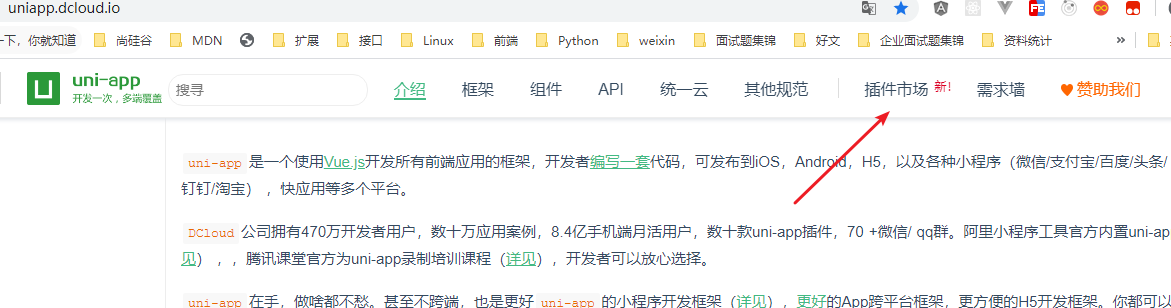 uniapp.dcloud.io
一下，你就知道 尚硅谷 MDN 扩展 接口 Linux 前端 Python weixin 面试题集锦 好文 企业面试题集锦 资料统计 »
uni-app
开发一次，多端覆盖
搜寻 介绍 框架 组件 API 统一云 其他规范 插件市场 新! 需求墙 赞助我们
uni-app 是一个使用Vue.js开发所有前端应用的框架，开发者编写一套代码，可发布到iOS、Android、H5、以及各种小程序（微信/支付宝/百度/头条/
钉钉/淘宝），快应用等多个平台。
DCloud 公司拥有470万开发者用户，数十万应用案例，8.4亿手机端月活用户，数十款uni-app插件，70 +微信/ qq群。阿里小程序工具官方内置uni-app
见），，腾讯课堂官方为uni-app录制培训课程（详见），开发者可以放心选择。
uni-app 在手，做啥都不愁。甚至不跨端，也是更好 uni-app 的小程序开发框架（详见），更好的App跨平台框架，更方便的H5开发框架。你都可以